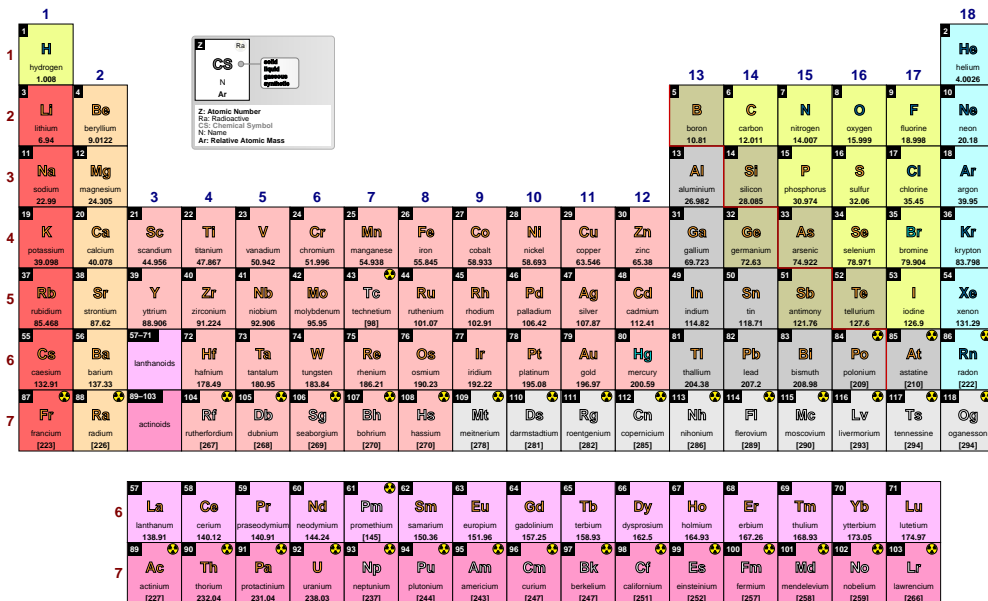 1 18
1 2
H He
hydrogen helium
1.008 4.0026
Z Ra
CS solid
liquid
gaseous
synthetic
N
Ar
Z: Atomic Number
Ra: Radioactive
CS: Chemical Symbol
N: Name
Ar: Relative Atomic Mass
1
2 13 14 15 16 17
3 4 5 6 7 8 9 10
2 Li Be B C N O F Ne
lithium beryllium boron carbon nitrogen oxygen fluorine neon
6.94 9.0122 10.81 12.011 14.007 15.999 18.998 20.18
11 12 13 14 15 16 17 18
3 Na Mg Al Si P S Cl Ar
sodium magnesium aluminium silicon phosphorus sulfur chlorine argon
22.99 24.305 26.982 28.085 30.974 32.06 35.45 39.95
3 4 5 6 7 8 9 10 11 12
19 20 21 22 23 24 25 26 27 28 29 30 31 32 33 34 35 36
4 K Ca Sc Ti V Cr Mn Fe Co Ni Cu Zn Ga Ge As Se Br Kr
potassium calcium scandium titanium vanadium chromium manganese iron cobalt nickel copper zinc gallium germanium arsenic selenium bromine krypton
39.098 40.078 44.956 47.867 50.942 51.996 54.938 55.845 58.933 58.693 63.546 65.38 69.723 72.63 74.922 78.971 79.904 83.798
37 38 39 40 41 42 43 44 45 46 47 48 49 50 51 52 53 54
5 Rb Sr Y Zr Nb Mo Tc Ru Rh Pd Ag Cd In Sn Sb Te I Xe
rubidium strontium yttrium zirconium niobium molybdenum technetium ruthenium rhodium palladium silver cadmium indium tin antimony tellurium iodine xenon
85.468 87.62 88.906 91.224 92.906 95.95 [98] 101.07 102.91 106.42 107.87 112.41 114.82 118.71 121.76 127.6 126.9 131.29
55 56 57–71 72 73 74 75 76 77 78 79 80 81 82 83 84 85 86
6 Cs Ba lanthanoids Hf Ta W Re Os Ir Pt Au Hg Tl Pb Bi Po At Rn
caesium barium hafnium tantalum tungsten rhenium osmium iridium platinum gold mercury thallium lead bismuth polonium astatine radon
132.91 137.33 178.49 180.95 183.84 186.21 190.23 192.22 195.08 196.97 200.59 204.38 207.2 208.98 [209] [210] [222]
87 88 89–103 104 105 106 107 108 109 110 111 112 113 114 115 116 117 118
7 Fr Ra actinoids Rf Db Sg Bh Hs Mt Ds Rg Cn Nh Fl Mc Lv Ts Og
francium radium rutherfordium dubnium seaborgium bohrium hassium meitnerium darmstadtium roentgenium copernicium nihonium flerovium moscovium livermorium tennessine oganesson
[223] [226] [267] [268] [269] [270] [270] [278] [281] [281] [285] [286] [289] [290] [293] [294] [294]
57 58 59 60 61 62 63 64 65 66 67 68 69 70 71
6 La Ce Pr Nd Pm Sm Eu Gd Tb Dy Ho Er Tm Yb Lu
lanthanum cerium praseodymium neodymium promethium samarium europium gadolinium terbium dysprosium holmium erbium thulium ytterbium lutetium
138.91 140.12 140.91 144.24 [145] 150.36 151.96 157.25 158.93 162.5 164.93 167.26 168.93 173.05 174.97
89 90 91 92 93 94 95 96 97 98 99 100 101 102 103
7 Ac Th Pa U Np Pu Am Cm Bk Cf Es Fm Md No Lr
actinium thorium protactinium uranium neptunium plutonium americium curium berkelium californium einsteinium fermium mendelevium nobelium lawrencium
[227] 232.04 231.04 238.03 [237] [244] [243] [247] [247] [251] [252] [257] [258] [259] [266]